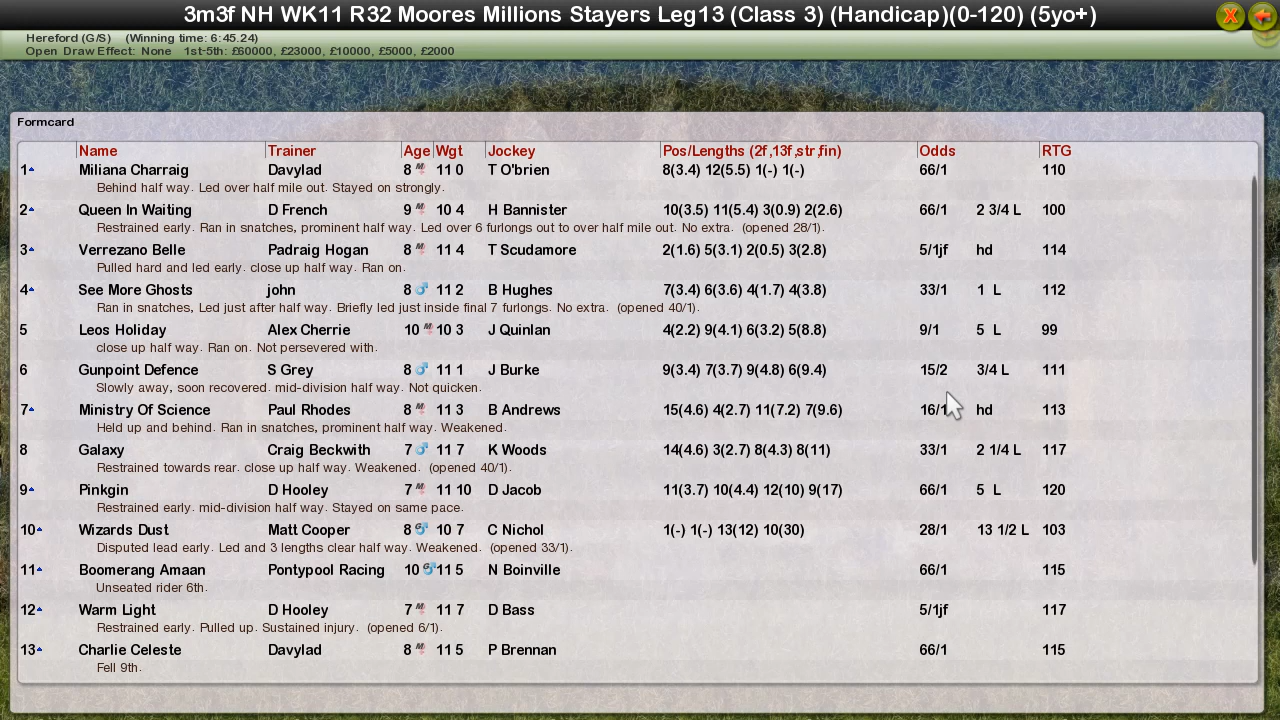 3m3f NH WK11 R32 Moores Millions Stayers Leg13 (Class 3) (Handicap)(0-120) (5yo+)
Hereford (G/S) (Winning time: 6:45.24)
Open Draw Effect: None 1st-5th: £60000, £23000, £10000, £5000, £2000
Formcard
Name Trainer Age Wgt Jockey Pos/Lengths (2f,13f,str,fin) Odds RTG
1 Miliana Charraig Davylad 8 11 0 T O'brien 8(3.4) 12(5.5) 1(-) 1(-) 66/1 110
Behind half way. Led over half mile out. Stayed on strongly.
2 Queen In Waiting D French 9 10 4 H Bannister 10(3.5) 11(5.4) 3(0.9) 2(2.6) 66/1 2 3/4 L 100
Restrained early. Ran in snatches, prominent half way. Led over 6 furlongs out to over half mile out. No extra. (opened 28/1).
3 Verrezano Belle Padraig Hogan 8 11 4 T Scudamore 2(1.6) 5(3.1) 2(0.5) 3(2.8) 5/1jf hd 114
Pulled hard and led early. close up half way. Ran on.
4 See More Ghosts john 8 11 2 B Hughes 7(3.4) 6(3.6) 4(1.7) 4(3.8) 33/1 1 L 112
Ran in snatches, Led just after half way. Briefly led just inside final 7 furlongs. No extra. (opened 40/1).
5 Leos Holiday Alex Cherrie 10 10 3 J Quinlan 4(2.2) 9(4.1) 6(3.2) 5(8.8) 9/1 5 L 99
close up half way. Ran on. Not persevered with.
6 Gunpoint Defence S Grey 8 11 1 J Burke 9(3.4) 7(3.7) 9(4.8) 6(9.4) 15/2 3/4 L 111
Slowly away, soon recovered. mid-division half way. Not quicken.
7 Ministry Of Science Paul Rhodes 8 11 3 B Andrews 15(4.6) 4(2.7) 11(7.2) 7(9.6) 16/1 hd 113
Held up and behind. Ran in snatches, prominent half way. Weakened.
8 Galaxy Craig Beckwith 7 11 7 K Woods 14(4.6) 3(2.7) 8(4.3) 8(11) 33/1 2 1/4 L 117
Restrained towards rear. close up half way. Weakened. (opened 40/1).
9 Pinkgin D Hooley 7 11 10 D Jacob 11(3.7) 10(4.4) 12(10) 9(17) 66/1 5 L 120
Restrained early. mid-division half way. Stayed on same pace.
10 Wizards Dust Matt Cooper 8 10 7 C Nichol 1(-) 1(-) 13(12) 10(30) 28/1 13 1/2 L 103
Disputed lead early. Led and 3 lengths clear half way. Weakened. (opened 33/1).
11 Boomerang Amaan Pontypool Racing 10 11 5 N Boinville 66/1 115
Unseated rider 6th.
12 Warm Light D Hooley 7 11 7 D Bass 5/1jf 117
Restrained early. Pulled up. Sustained injury. (opened 6/1).
13 Charlie Celeste Davylad 8 11 5 P Brennan 66/1 115
Fell 9th.